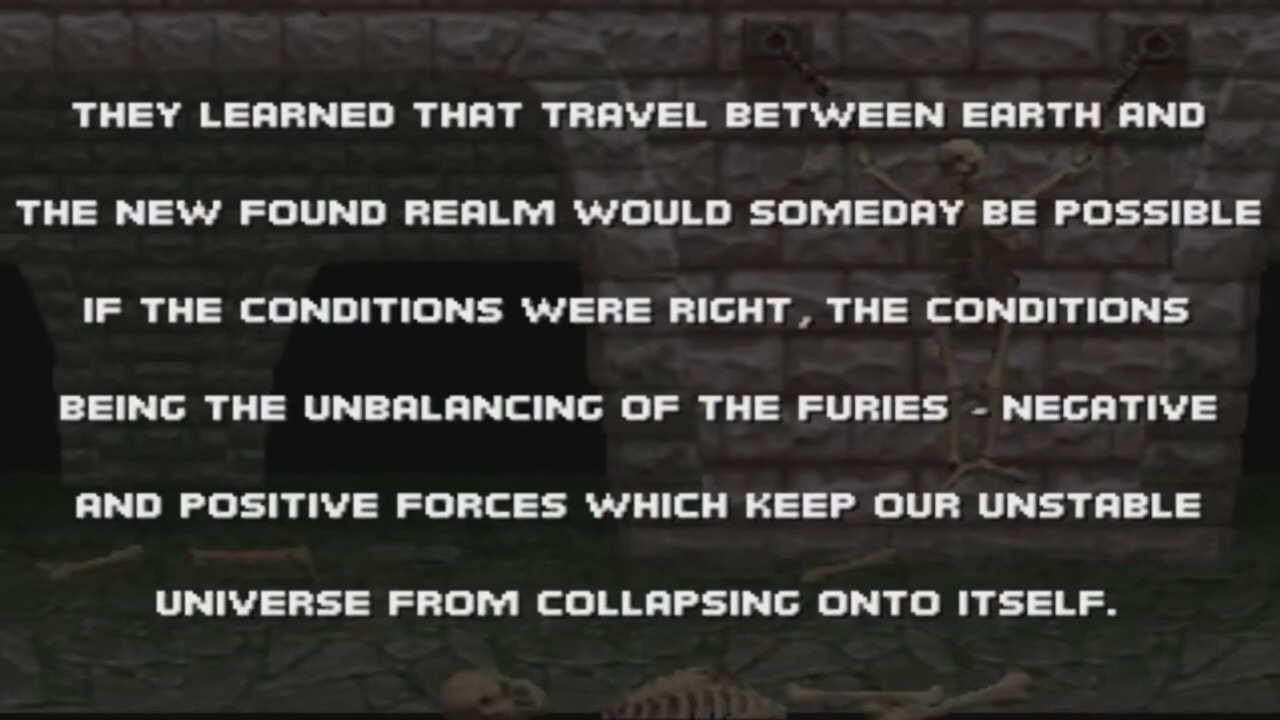 THEY LEARNED THAT TRAVEL BETWEEN EARTH AND
THE NEW FOUND REALM WOULD SOMEDAY BE POSSIBLE
IF THE CONDITIONS WERE RIGHT, THE CONDITIONS
BEING THE UNBALANCING OF THE FURIES - NEGATIVE
AND POSITIVE FORCES WHICH KEEP OUR UNSTABLE
UNIVERSE FROM COLLAPSING ONTO ITSELF.